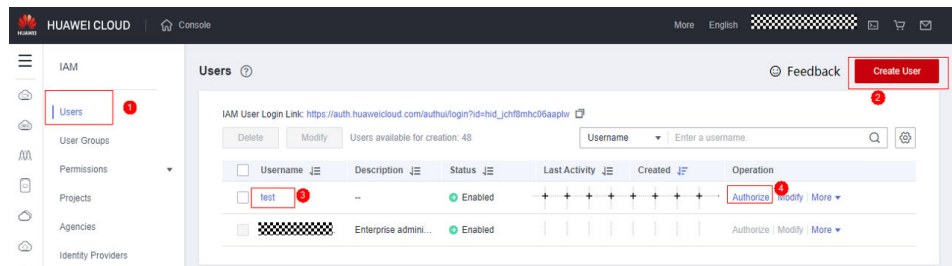 HUAWEI HUAWEI CLOUD Console More English
IAM
Users
Feedback
Create User
1
2
Users
IAM User Login Link: https://auth.huaweicloud.com/authui/login?id=hid_jchf8mhc06aaplw
User Groups
Delete Modify Users available for creation: 48 Username Enter a username.
Permissions
Username Description Status Last Activity Created Operation
Projects
test 3 -- Enabled Authorize 4 Modify More
Agencies
Enterprise admini... Enabled Authorize Modify More
Identity Providers